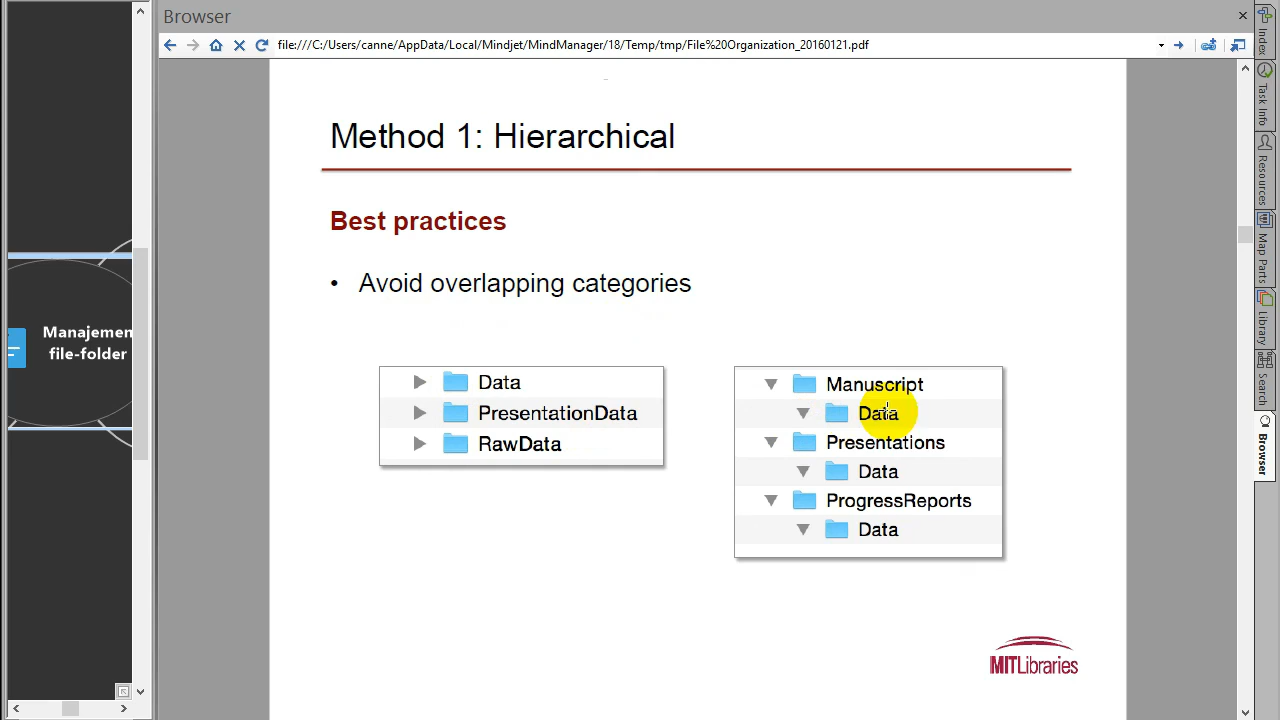 Browser
file:///C:/Users/canne/AppData/Local/Mindjet/MindManager/18/Temp/tmp/File%20Organization_20160121.pdf
Manajemen
file-folder
Method 1: Hierarchical
Best practices
• Avoid overlapping categories
Data
PresentationData
RawData
Manuscript
Data
Presentations
Data
ProgressReports
Data
MITLibraries
Index
Task Info
Resources
Map Parts
Library
Search
Browser